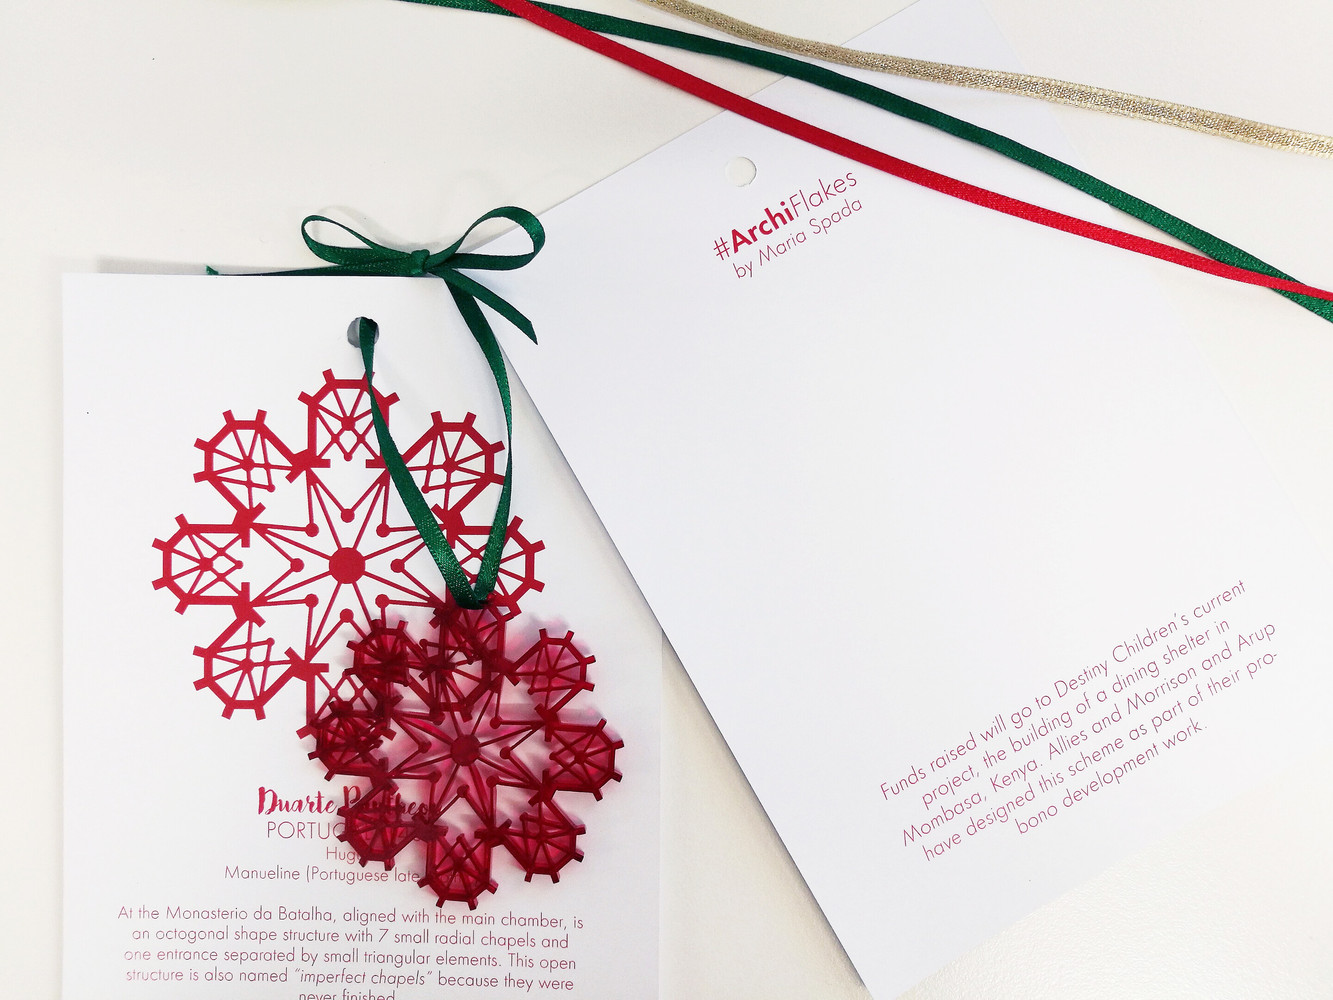 #ArchiFlakes
by Maria Spada
Funds raised will go to Destiny Children's current
project, the building of a dining shelter in
Mombasa, Kenya. Allies and Morrison and Arup
have designed this scheme as part of their pro-
bono development work.
Duarte
Manueline (Portuguese late
At the Monasterio da Batalha, aligned with the main chamber, is
an octogonal shape structure with 7 small radial chapels and
one entrance separated by small triangular elements. This open
structure is also named "imperfect chapels" because they were
never finished.